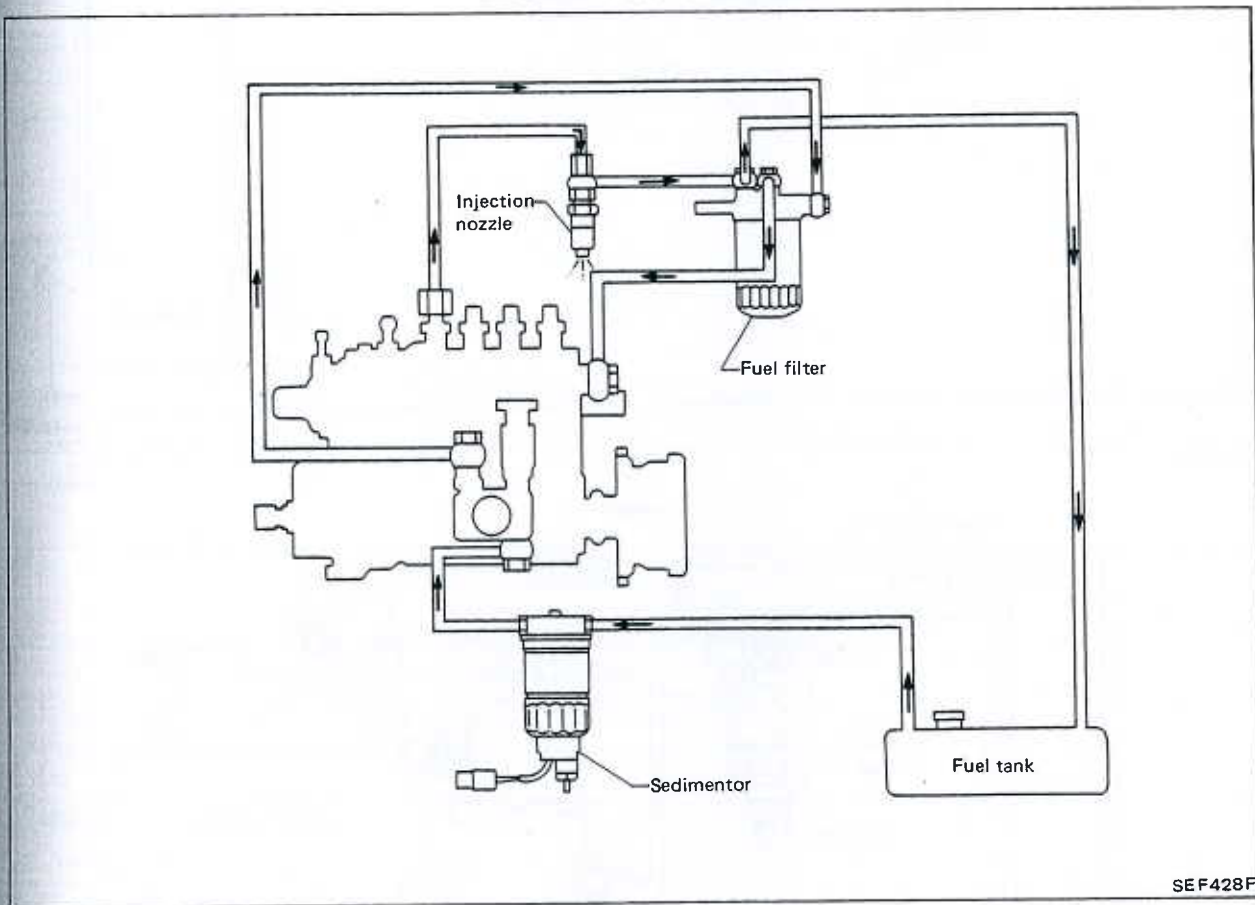 Injection
nozzle
Fuel filter
Fuel tank
Sedimentor
SEF428F